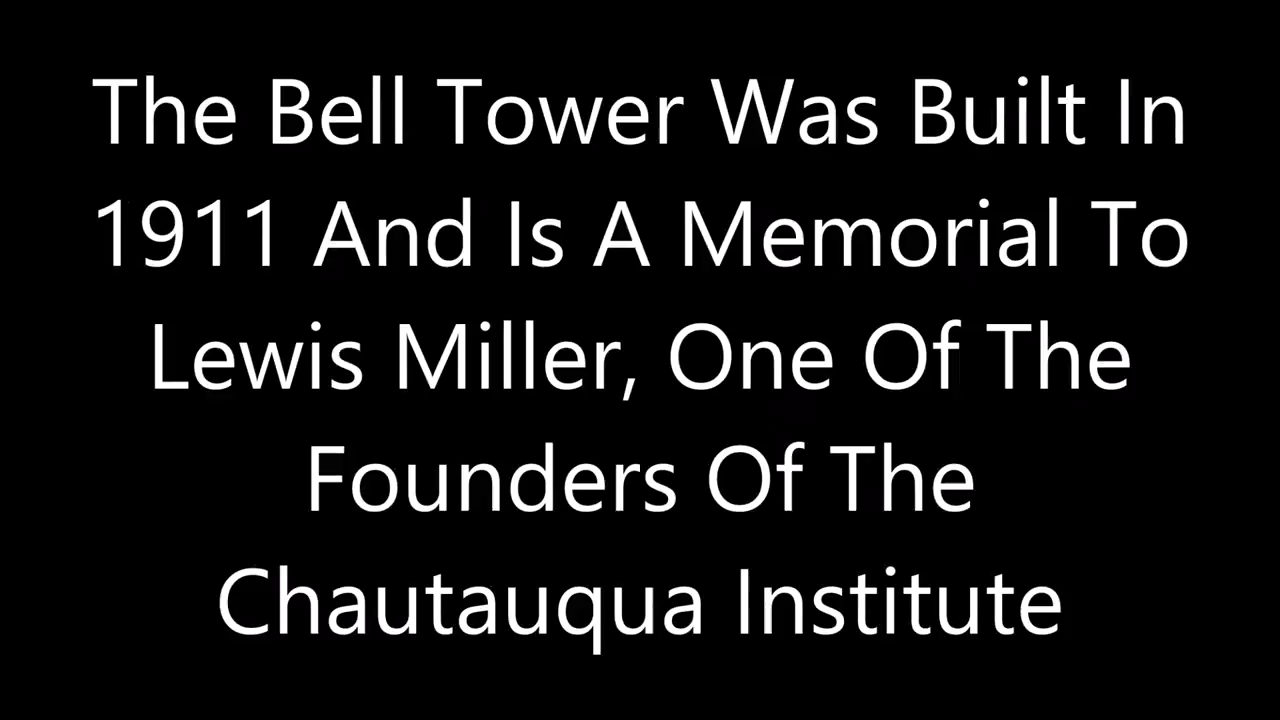 The Bell Tower Was Built In
1911 And Is A Memorial To
Lewis Miller, One Of The
Founders Of The
Chautauqua Institute